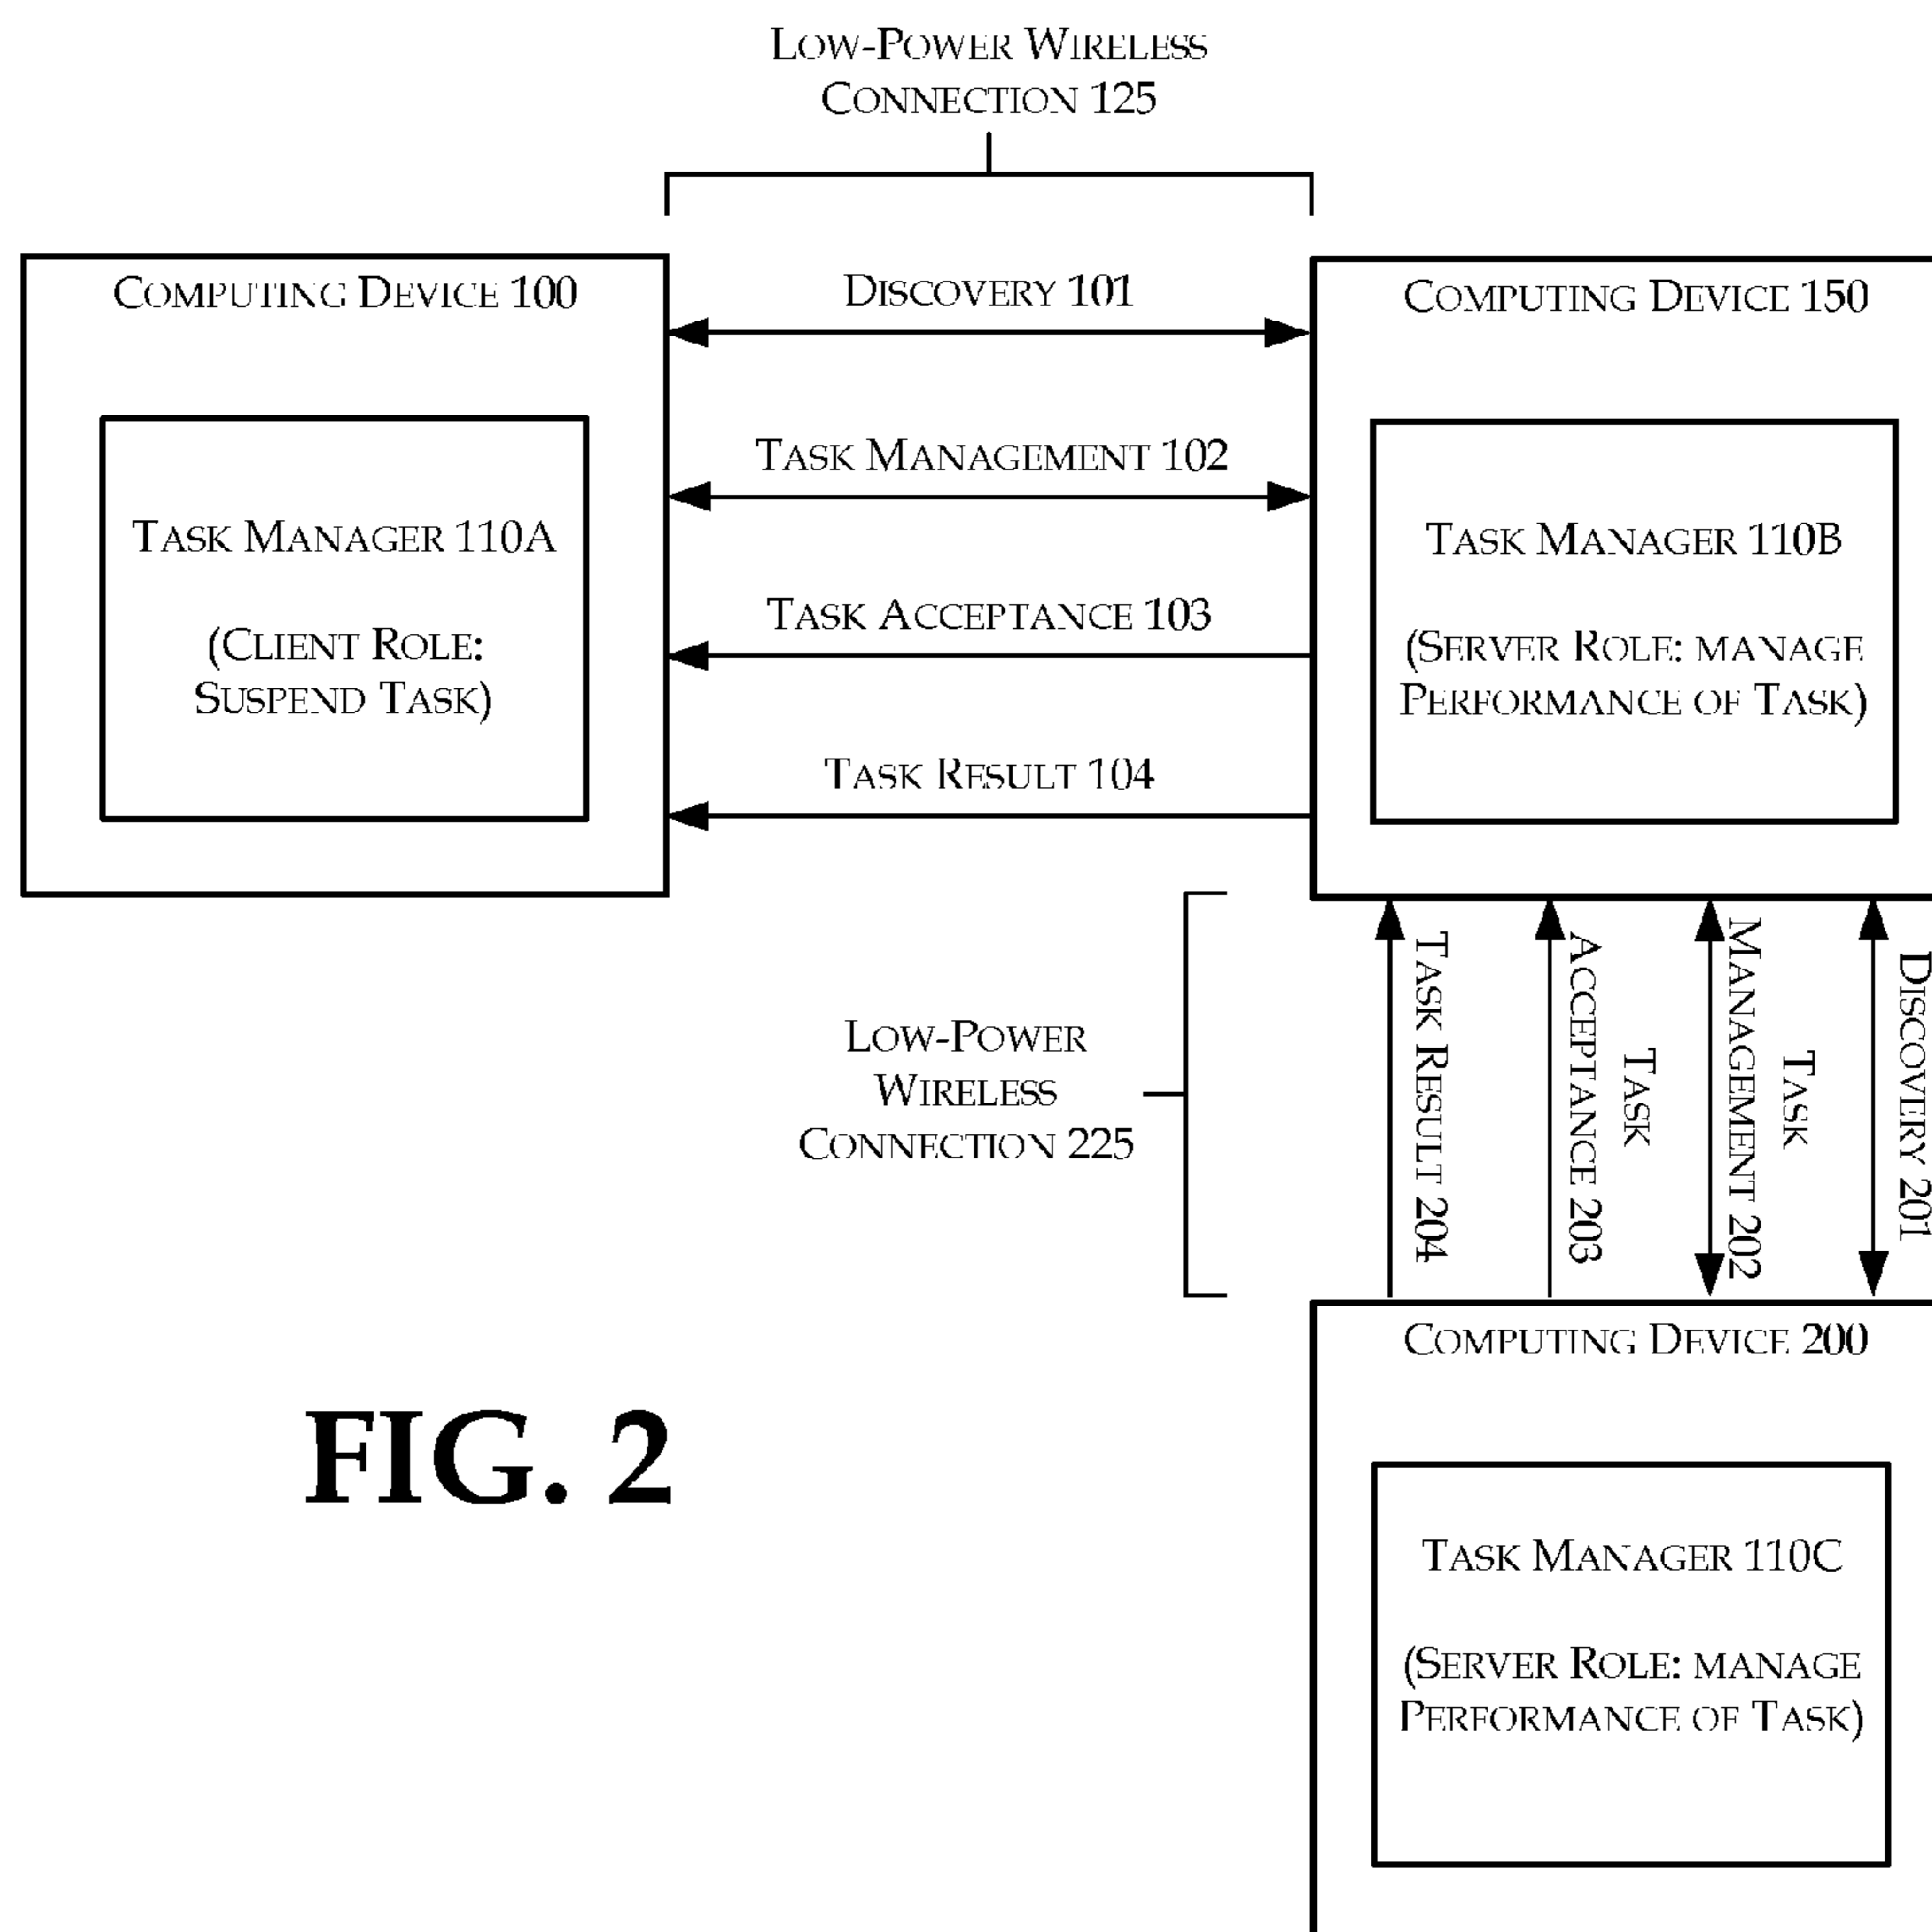 LOW-POWER WIRELESS
CONNECTION 125
COMPUTING DEVICE 100
DISCOVERY 101
COMPUTING DEVICE 150
TASK MANAGEMENT 102
TASK MANAGER 110A
(CLIENT ROLE:
SUSPEND TASK)
TASK MANAGER 110B
(SERVER ROLE: MANAGE
PERFORMANCE OF TASK)
TASK ACCEPTANCE 103
TASK RESULT 104
LOW-POWER
WIRELESS
CONNECTION 225
TASK RESULT 204
TASK
ACCEPTANCE 203
TASK
MANAGEMENT 202
DISCOVERY 201
COMPUTING DEVICE 200
TASK MANAGER 110C
(SERVER ROLE: MANAGE
PERFORMANCE OF TASK)
FIG. 2